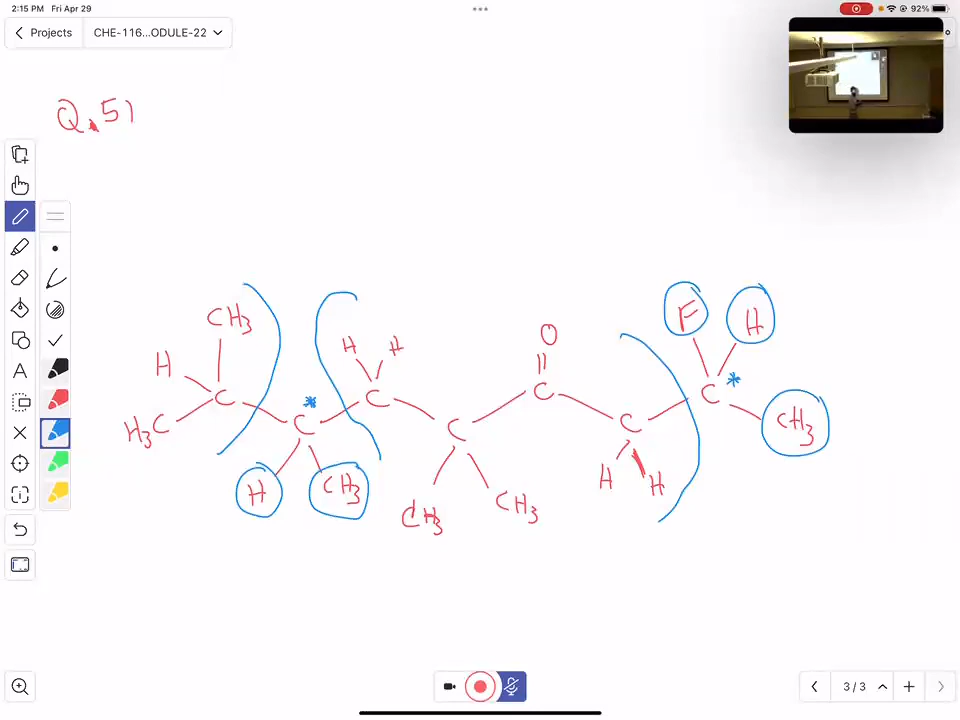 2:15 PM Fri Apr 29
92%
Projects
CHE-116...ODULE-22
Q.51
CH3
F
H
O
H
H H
*
*
C
C
C
C
H3C
C
C
C
CH3
H
CH3
H
H
CH3
CH3
A
3/3